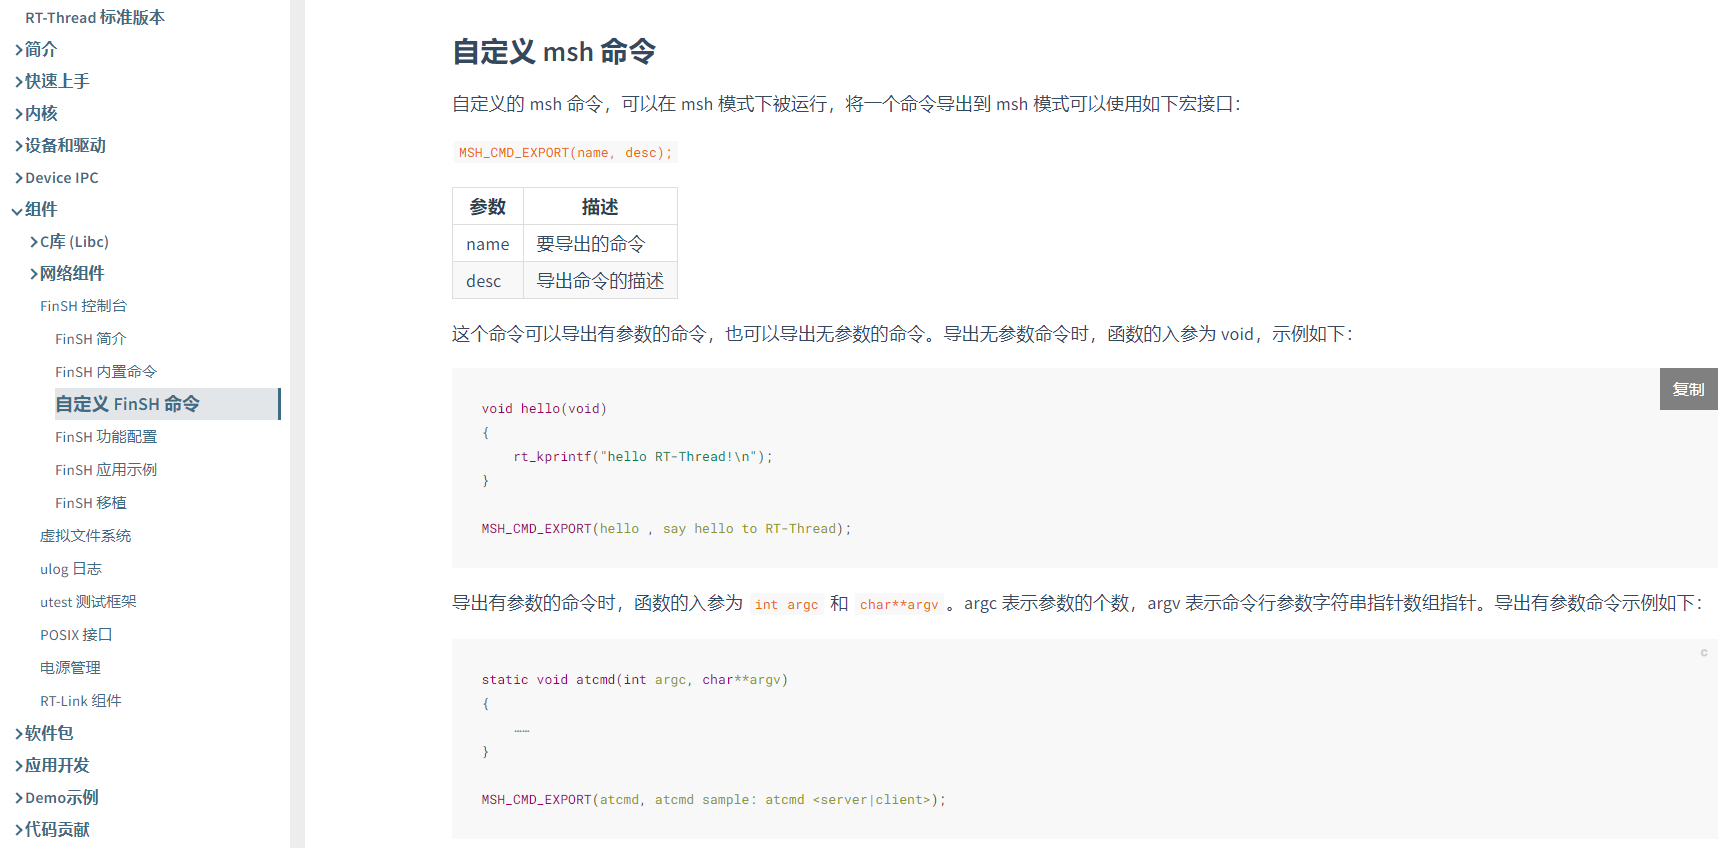 RT-Thread 标准版本
简介
快速上手
内核
设备和驱动
Device IPC
组件
C库 (Libc)
网络组件
FinSH 控制台
FinSH 简介
FinSH 内置命令
自定义 FinSH 命令
FinSH 功能配置
FinSH 应用示例
FinSH 移植
虚拟文件系统
ulog 日志
utest 测试框架
POSIX 接口
电源管理
RT-Link 组件
软件包
应用开发
Demo示例
代码贡献
自定义 msh 命令
自定义的 msh 命令，可以在 msh 模式下被运行，将一个命令导出到 msh 模式可以使用如下宏接口：
MSH_CMD_EXPORT(name, desc);
参数 描述
name 要导出的命令
desc 导出命令的描述
这个命令可以导出有参数的命令，也可以导出无参数的命令。导出无参数命令时，函数的入参为 void，示例如下：
复制
void hello(void)
{
    rt_kprintf("hello RT-Thread!\n");
}
MSH_CMD_EXPORT(hello , say hello to RT-Thread);
导出有参数的命令时，函数的入参为 int argc 和 char**argv 。argc 表示参数的个数，argv 表示命令行参数字符串指针数组指针。导出有参数命令示例如下：
c
static void atcmd(int argc, char**argv)
{
    ……
}
MSH_CMD_EXPORT(atcmd, atcmd sample: atcmd <server|client>);